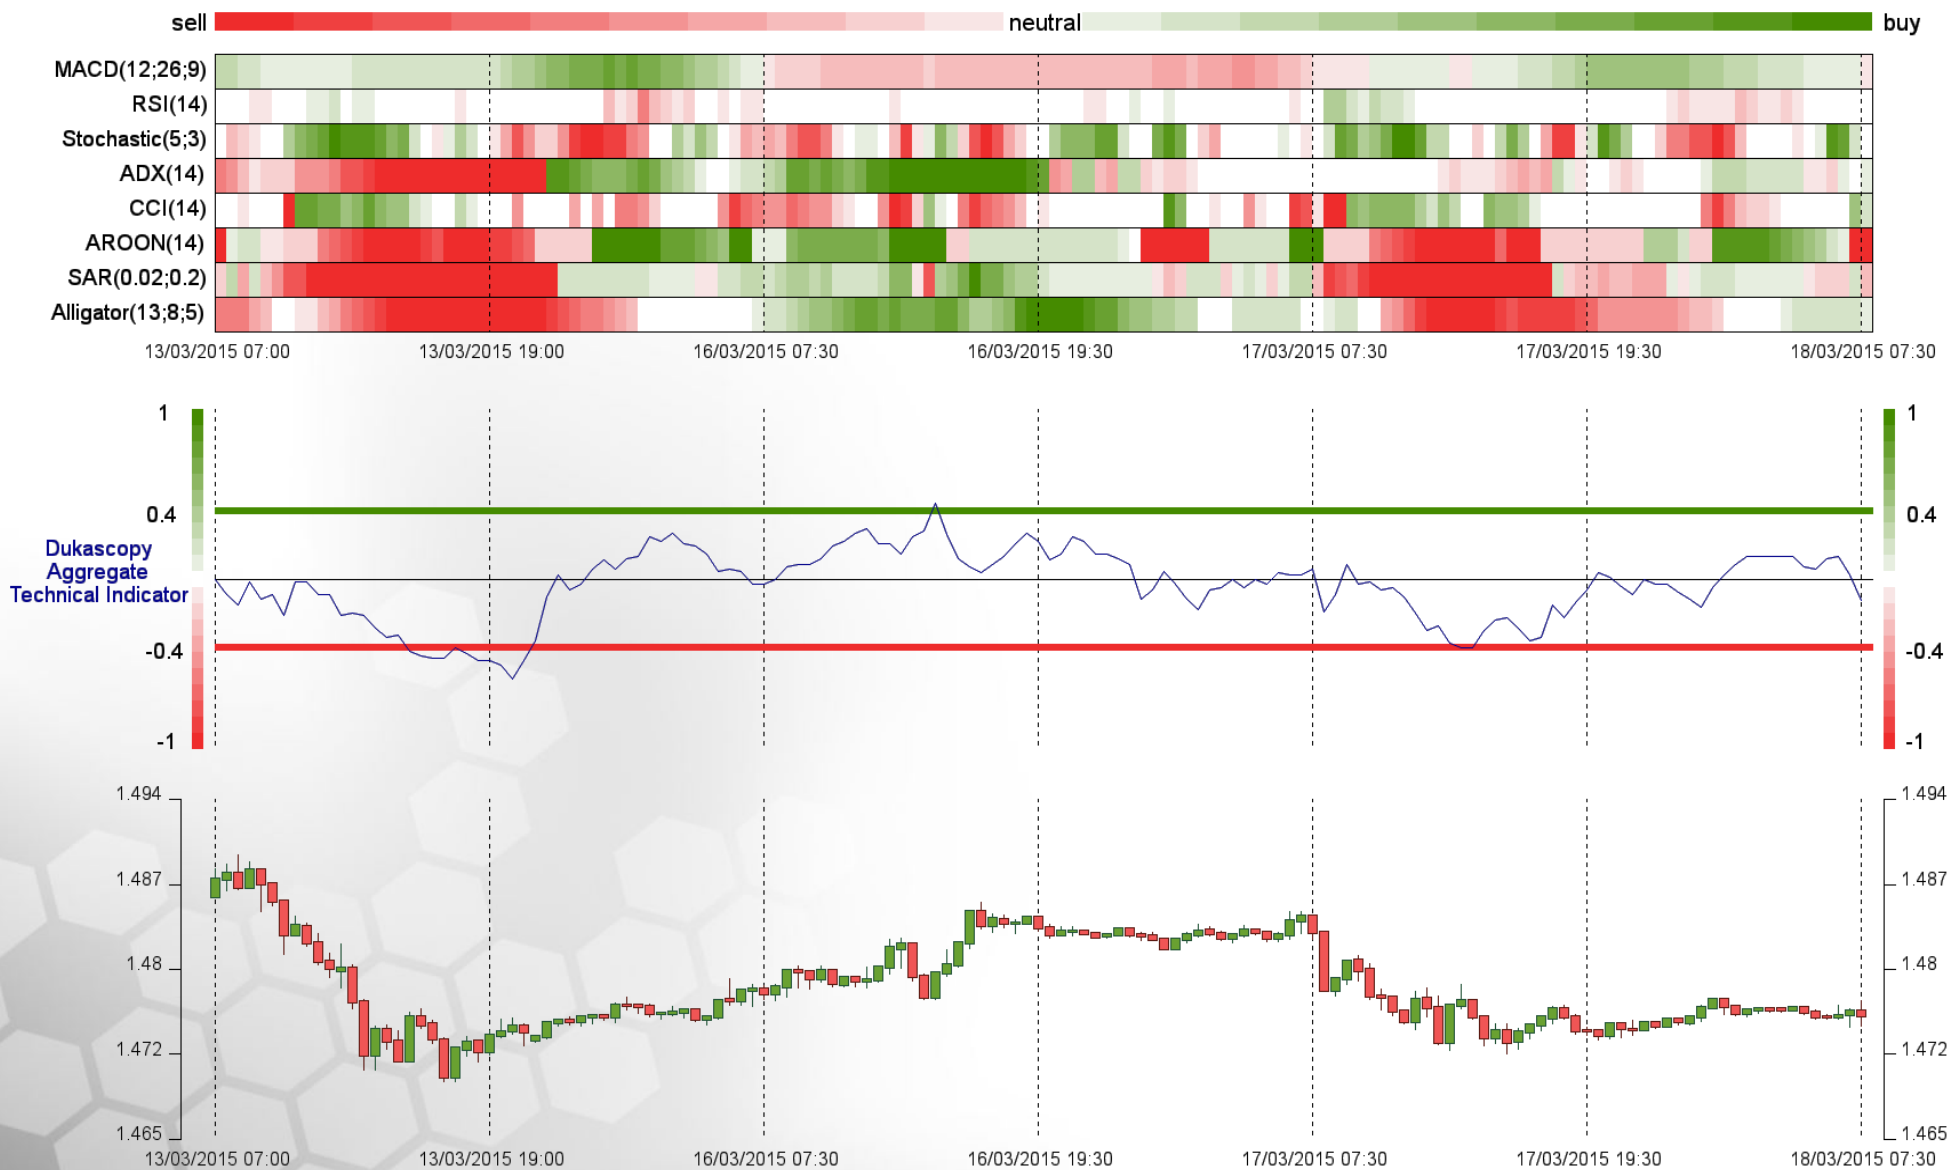 sell neutral buy
MACD(12;26;9)
RSI(14)
Stochastic(5;3)
ADX(14)
CCI(14)
AROON(14)
SAR(0.02;0.2)
Alligator(13;8;5)
13/03/2015 07:00 13/03/2015 19:00 16/03/2015 07:30 16/03/2015 19:30 17/03/2015 07:30 17/03/2015 19:30 18/03/2015 07:30
1 1
0.4 0.4
Dukascopy
Aggregate
Technical Indicator
-0.4 -0.4
-1 -1
1.494 1.494
1.487 1.487
1.48 1.48
1.472 1.472
1.465 1.465
13/03/2015 07:00 13/03/2015 19:00 16/03/2015 07:30 16/03/2015 19:30 17/03/2015 07:30 17/03/2015 19:30 18/03/2015 07:30